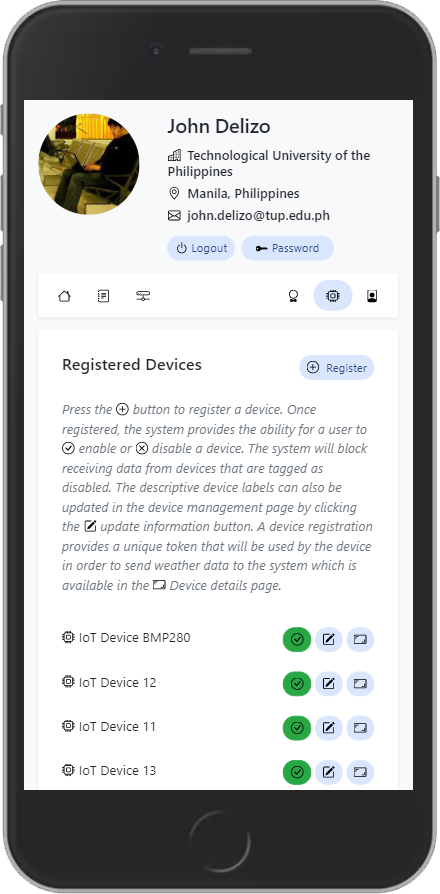 John Delizo
Technological University of the
Philippines
Manila, Philippines
john.delizo@tup.edu.ph
Logout
Password
Registered Devices
Register
Press the button to register a device. Once
registered, the system provides the ability for a user to
enable or disable a device. The system will block
receiving data from devices that are tagged as
disabled. The descriptive device labels can also be
updated in the device management page by clicking
the update information button. A device registration
provides a unique token that will be used by the device
in order to send weather data to the system which is
available in the Device details page.
IoT Device BMP280
IoT Device 12
IoT Device 11
IoT Device 13